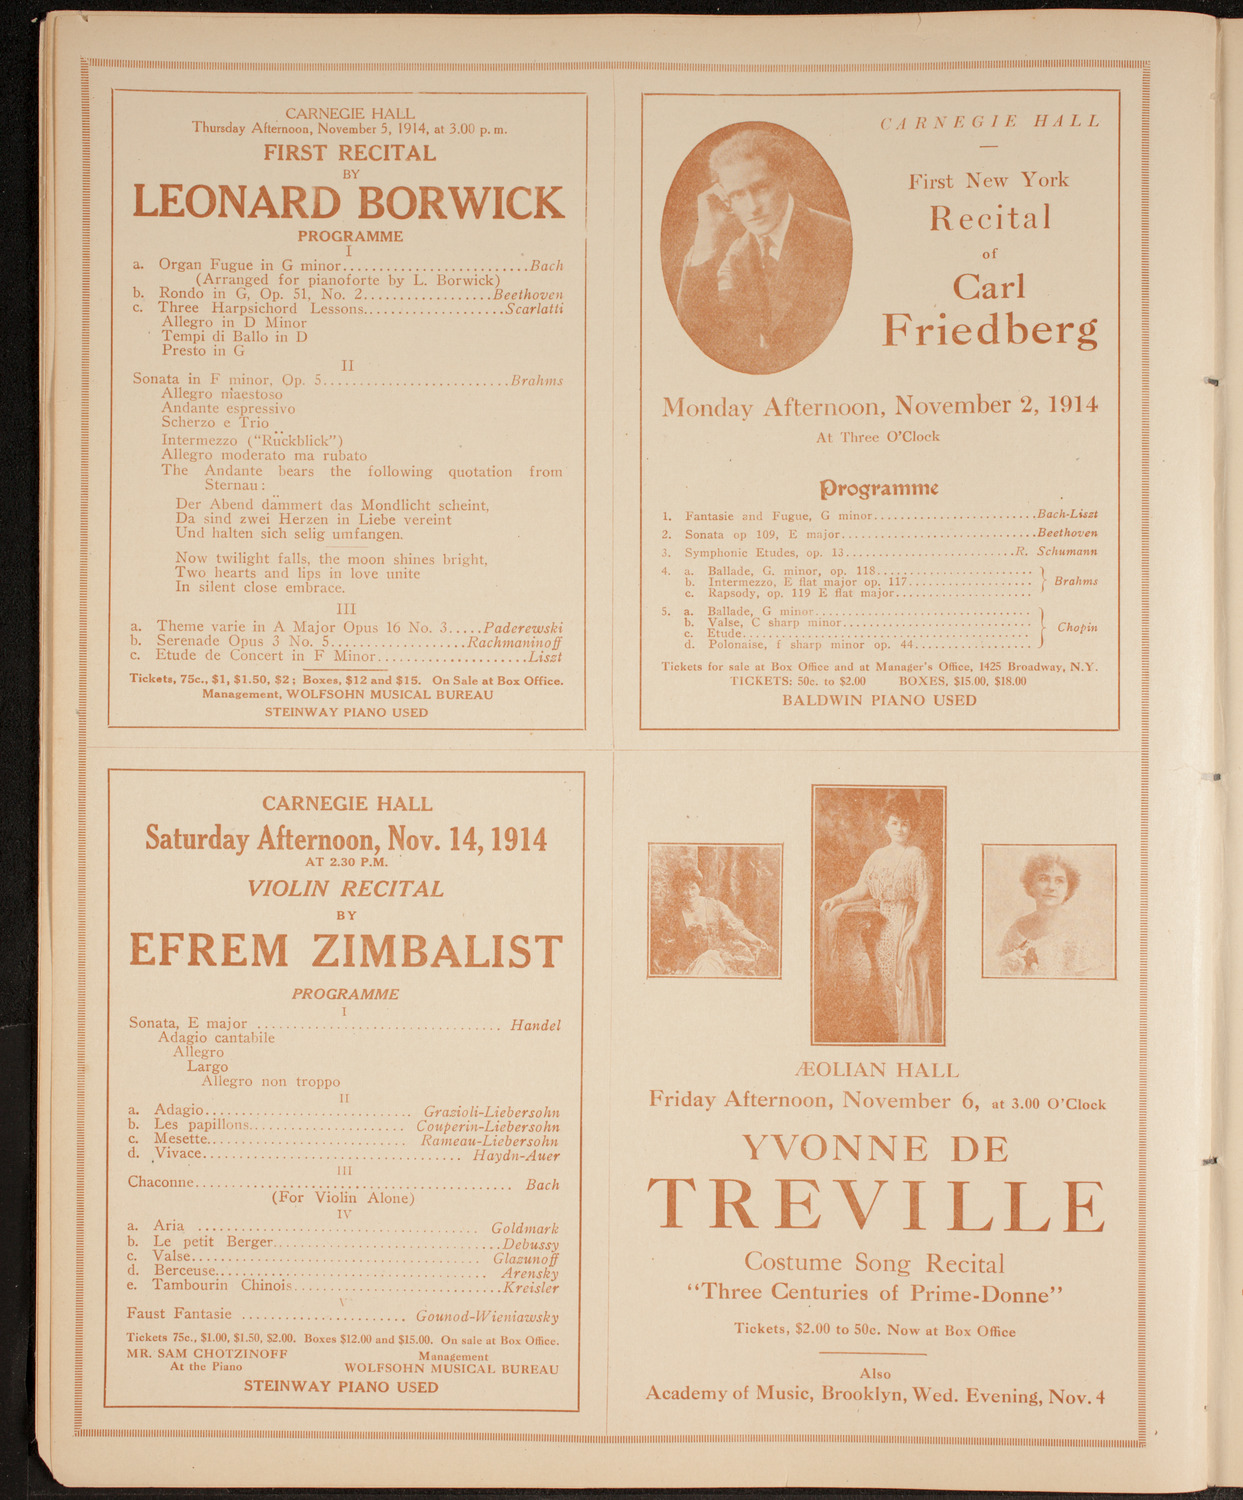 CARNEGIE HALL
Thursday Afternoon, November 5, 1914, at 3.00 p. m.
FIRST RECITAL
BY
LEONARD BORWICK
PROGRAMME
I
a. Organ Fugue in G minor..........................Bach
(Arranged for pianoforte by L. Borwick)
b. Rondo in G, Op. 51, No. 2..................Beethoven
c. Three Harpsichord Lessons....................Scarlatti
Allegro in D Minor
Tempi di Ballo in D
Presto in G
II
Sonata in F minor, Op. 5..........................Brahms
Allegro maestoso
Andante espressivo
Scherzo e Trio
Intermezzo ("Rückblick")
Allegro moderato ma rubato
The Andante bears the following quotation from
Sternau:
Der Abend dämmert das Mondlicht scheint,
Da sind zwei Herzen in Liebe vereint
Und halten sich selig umfangen.
Now twilight falls, the moon shines bright,
Two hearts and lips in love unite
In silent close embrace.
III
a. Theme varie in A Major Opus 16 No. 3.....Paderewski
b. Serenade Opus 3 No. 5...................Rachmaninoff
c. Etude de Concert in F Minor.....................Liszt
Tickets, 75c., $1, $1.50, $2; Boxes, $12 and $15. On Sale at Box Office.
Management, WOLFSOHN MUSICAL BUREAU
STEINWAY PIANO USED
CARNEGIE HALL
First New York
Recital
of
Carl
Friedberg
Monday Afternoon, November 2, 1914
At Three O'Clock
Programme
1. Fantasie and Fugue, G minor.........................Bach-Liszt
2. Sonata op 109, E major..............................Beethoven
3. Symphonic Etudes, op. 13..........................R. Schumann
4. a. Ballade, G. minor, op. 118........................
b. Intermezzo, E flat major op. 117................... Brahms
c. Rapsody, op. 119 E flat major.....................
5. a. Ballade, G minor.................................
b. Valse, C sharp minor.............................
c. Etude............................................ Chopin
d. Polonaise, f sharp minor op. 44..................
Tickets for sale at Box Office and at Manager's Office, 1425 Broadway, N.Y.
TICKETS: 50c. to $2.00 BOXES, $15.00, $18.00
BALDWIN PIANO USED
CARNEGIE HALL
Saturday Afternoon, Nov. 14, 1914
AT 2.30 P.M.
VIOLIN RECITAL
BY
EFREM ZIMBALIST
PROGRAMME
I
Sonata, E major ................................. Handel
Adagio cantabile
Allegro
Largo
Allegro non troppo
II
a. Adagio............................ Grazioli-Liebersohn
b. Les papillons..................... Couperin-Liebersohn
c. Mesette........................... Rameau-Liebersohn
d. Vivace................................... Haydn-Auer
III
Chaconne........................................... Bach
(For Violin Alone)
IV
a. Aria ...................................... Goldmark
b. Le petit Berger...............................Debussy
c. Valse....................................... Glazunoff
d. Berceuse..................................... Arensky
e. Tambourin Chinois............................Kreisler
V
Faust Fantasie ....................... Gounod-Wieniawsky
Tickets 75c., $1.00, $1.50, $2.00. Boxes $12.00 and $15.00. On sale at Box Office.
MR. SAM CHOTZINOFF Management
At the Piano WOLFSOHN MUSICAL BUREAU
STEINWAY PIANO USED
ÆOLIAN HALL
Friday Afternoon, November 6, at 3.00 O'Clock
YVONNE DE
TREVILLE
Costume Song Recital
"Three Centuries of Prime-Donne"
Tickets, $2.00 to 50c. Now at Box Office
Also
Academy of Music, Brooklyn, Wed. Evening, Nov. 4